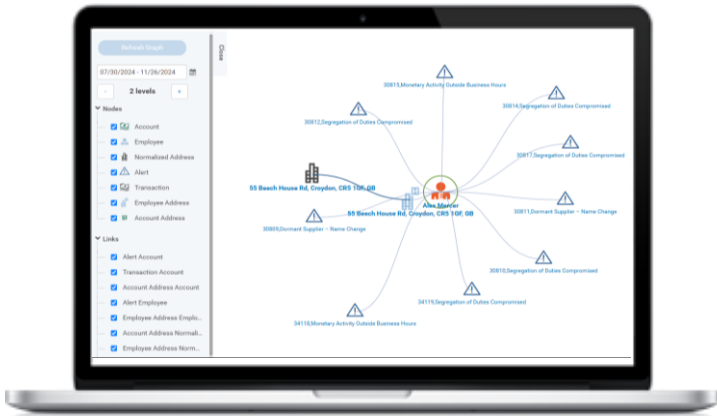 Refresh Graph
Close
07/30/2024 - 11/26/2024
-
2 levels
+
Nodes
Account
Employee
Normalized Address
Alert
Transaction
Employee Address
Account Address
Links
Alert Account
Transaction Account
Account Address Account
Alert Employee
Employee Address Emplo...
Account Address Normali...
Employee Address Norm...
30815,Monetary Activity Outside Business Hours
30814,Segregation of Duties Compromised
30812,Segregation of Duties Compromised
30817,Segregation of Duties Compromised
55 Beach House Rd, Croydon, CR5 1GF, GB
Alex Mercer
55 Beach House Rd, Croydon, CR5 1GF, GB
30811,Dormant Supplier - Name Change
30809,Dormant Supplier - Name Change
30810,Segregation of Duties Compromised
34119,Segregation of Duties Compromised
34118,Monetary Activity Outside Business Hours